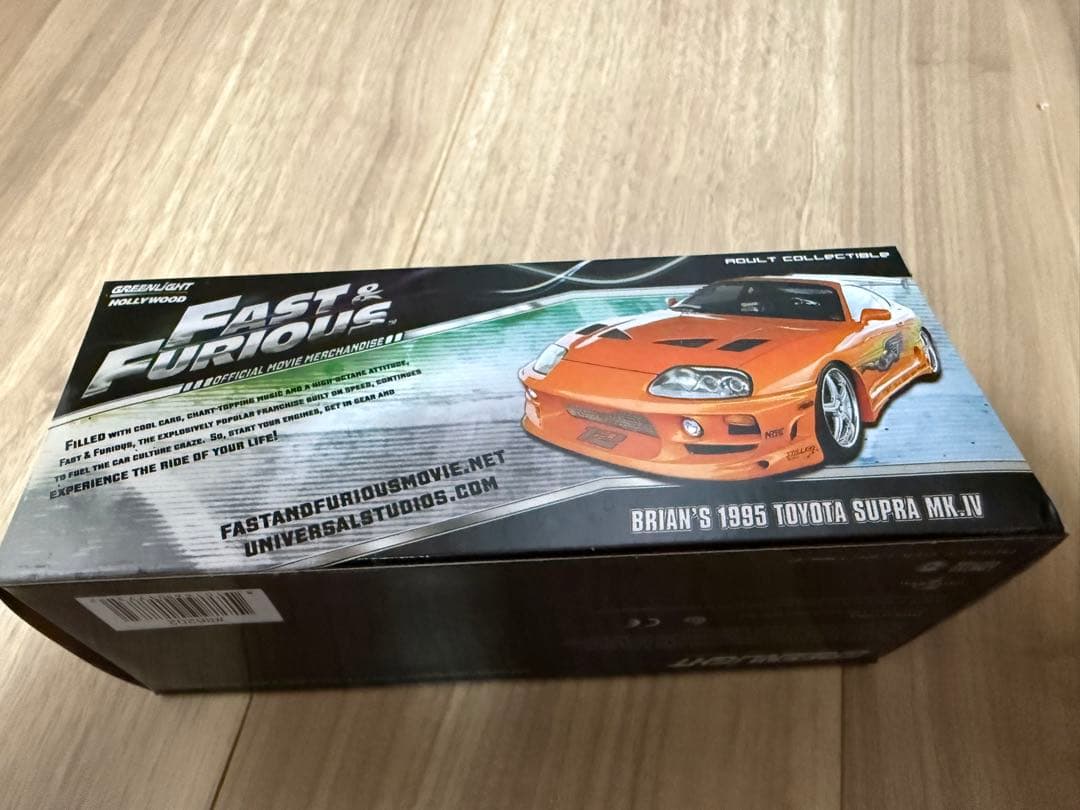 GREENLIGHT
HOLLYWOOD
FAST &
FURIOUS
OFFICIAL MOVIE MERCHANDISE
FILLED WITH COOL CARS, CHART-TOPPING MUSIC AND A HIGH-OCTANE ATTITUDE,
FAST & FURIOUS, THE EXPLOSIVELY POPULAR FRANCHISE BUILT ON SPEED, CONTINUES
TO FUEL THE CAR CULTURE CRAZE. SO, START YOUR ENGINES, GET IN GEAR AND
EXPERIENCE THE RIDE OF YOUR LIFE!
FASTANDFURIOUSMOVIE.NET
UNIVERSALSTUDIOS.COM
ADULT COLLECTIBLE
BRIAN'S 1995 TOYOTA SUPRA MK.IV
CE
GREENLIGHT